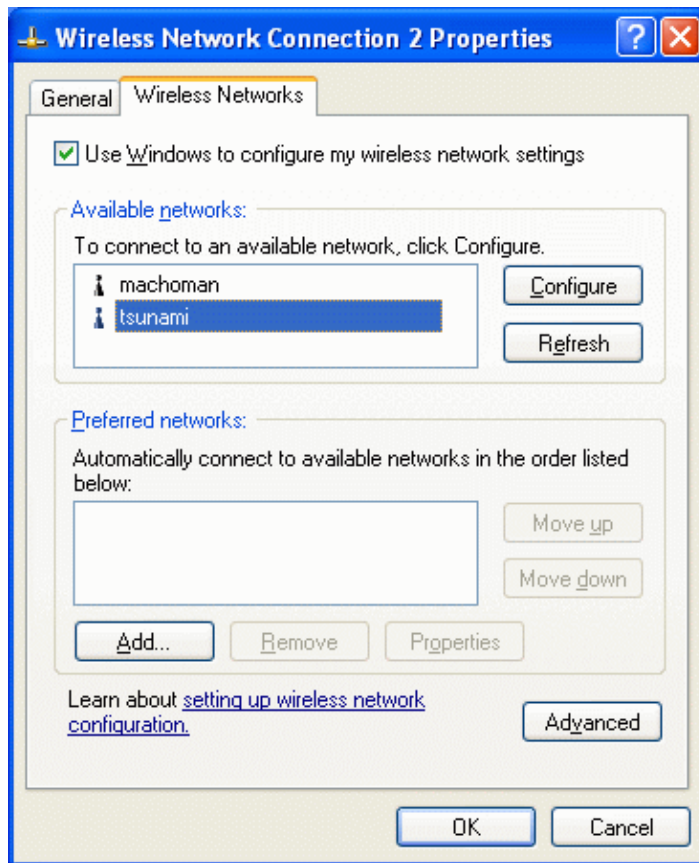 Wireless Network Connection 2 Properties
General
Wireless Networks
Use Windows to configure my wireless network settings
Available networks:
To connect to an available network, click Configure.
machoman
tsunami
Configure
Refresh
Preferred networks:
Automatically connect to available networks in the order listed
below:
Move up
Move down
Add...
Remove
Properties
Learn about setting up wireless network
configuration.
Advanced
OK
Cancel